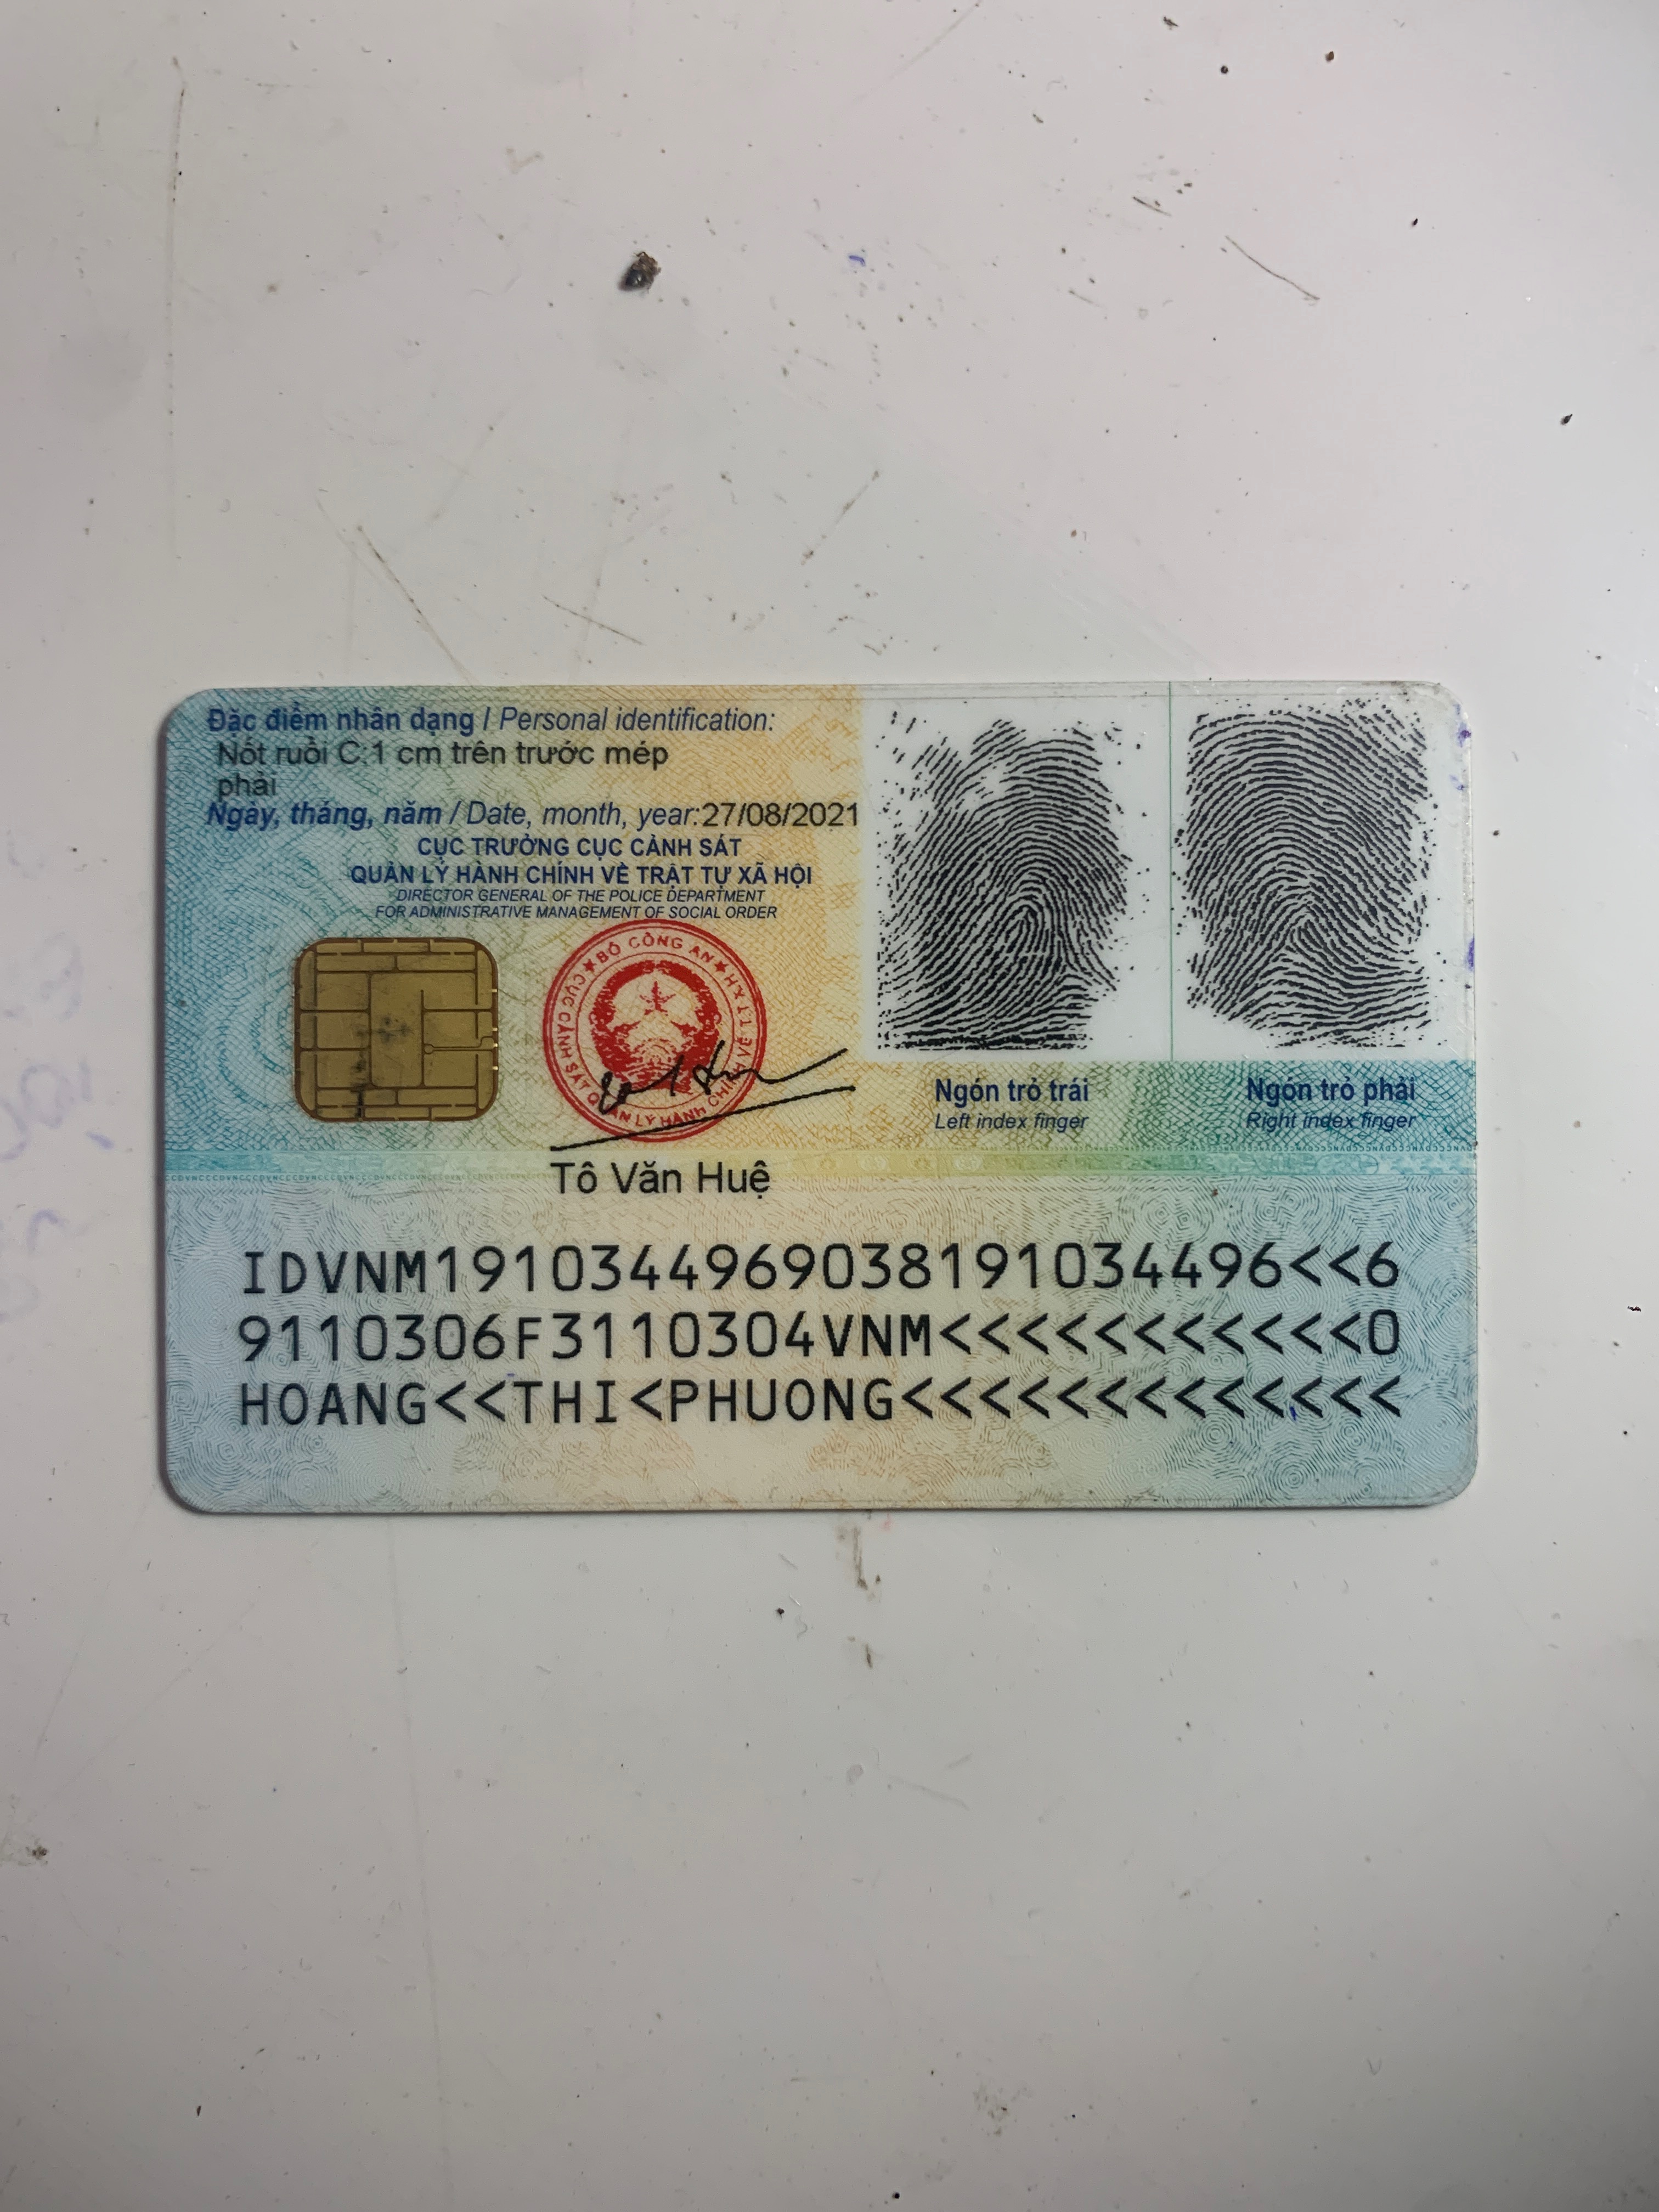 Đặc điểm nhân dạng / Personal identification:
Nốt ruồi C:1 cm trên trước mép
phải
Ngày, tháng, năm / Date, month, year:27/08/2021
CỤC TRƯỞNG CỤC CẢNH SÁT
QUẢN LÝ HÀNH CHÍNH VỀ TRẬT TỰ XÃ HỘI
DIRECTOR GENERAL OF THE POLICE DEPARTMENT
FOR ADMINISTRATIVE MANAGEMENT OF SOCIAL ORDER
★ BỘ CÔNG AN ★
CỤC CẢNH SÁT QUẢN LÝ HÀNH CHÍNH VỀ TTXH
Tô Văn Huệ
Ngón trỏ trái
Left index finger
Ngón trỏ phải
Right index finger
IDVNM1910344969038191034496<<6
9110306F3110304VNM<<<<<<<<<<<0
HOANG<<THI<PHUONG<<<<<<<<<<<<<